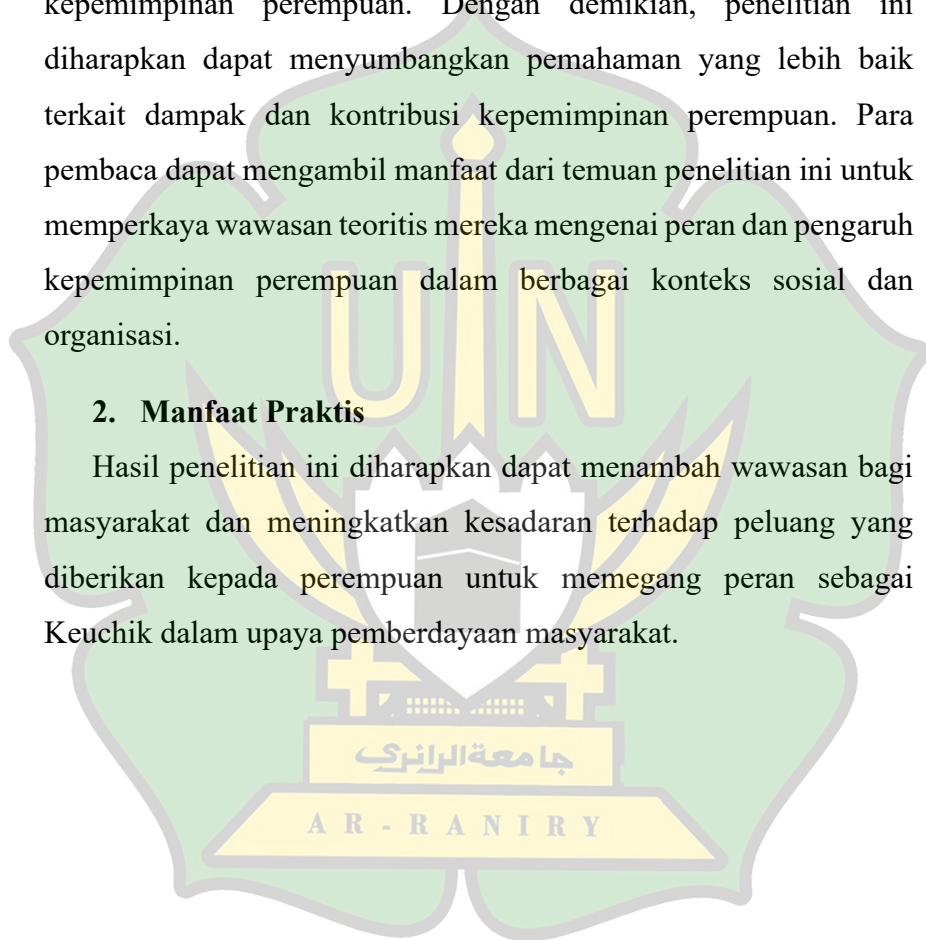 kepemimpinan perempuan. Dengan demikian, penelitian ini
diharapkan dapat menyumbangkan pemahaman yang lebih baik
terkait dampak dan kontribusi kepemimpinan perempuan. Para
pembaca dapat mengambil manfaat dari temuan penelitian ini untuk
memperkaya wawasan teoritis mereka mengenai peran dan pengaruh
kepemimpinan perempuan dalam berbagai konteks sosial dan
organisasi.
UIN
2. Manfaat Praktis
Hasil penelitian ini diharapkan dapat menambah wawasan bagi
masyarakat dan meningkatkan kesadaran terhadap peluang yang
diberikan kepada perempuan untuk memegang peran sebagai
Keuchik dalam upaya pemberdayaan masyarakat.
جامعة الرانري
AR-RANIRY